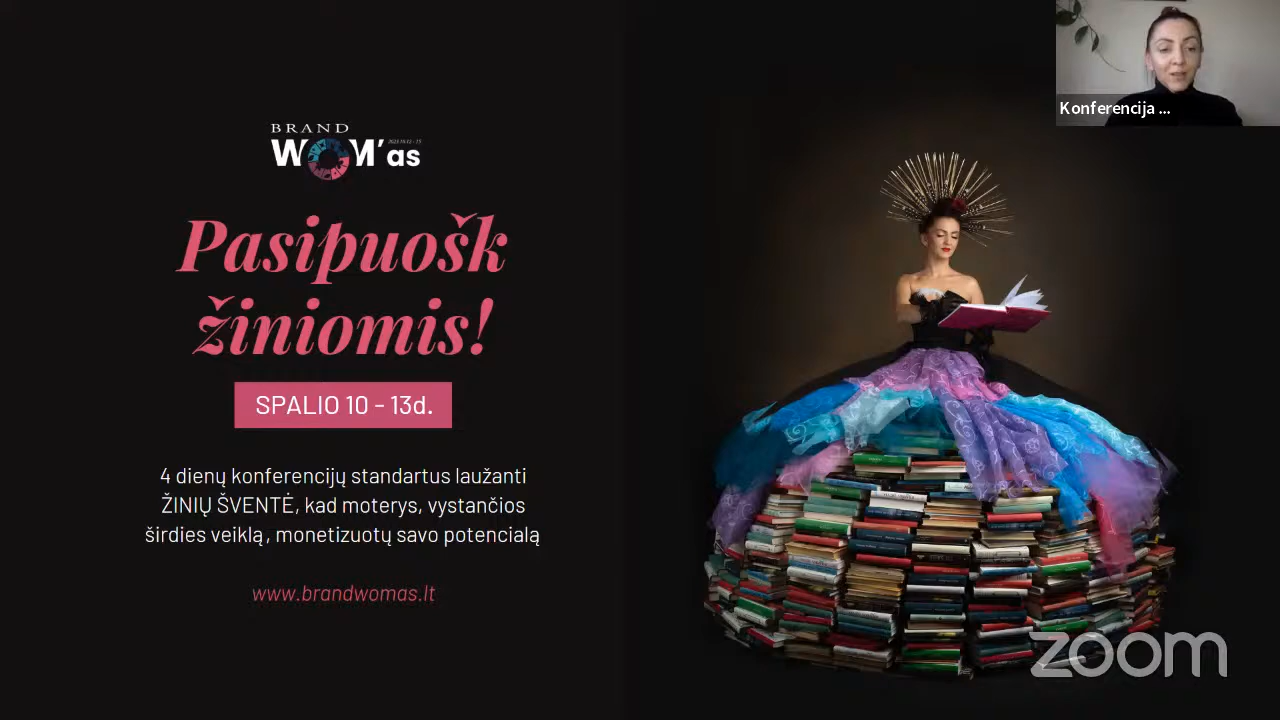 Konferencija ...
BRAND
WOM'as
Pasipuošk
žiniomis!
SPALIO 10 - 13d.
4 dienų konferencijų standartus laužanti
ŽINIŲ ŠVENTĖ, kad moterys, vystančios
širdies veiklą, monetizuotų savo potencialą
www.brandwomas.lt
zoom